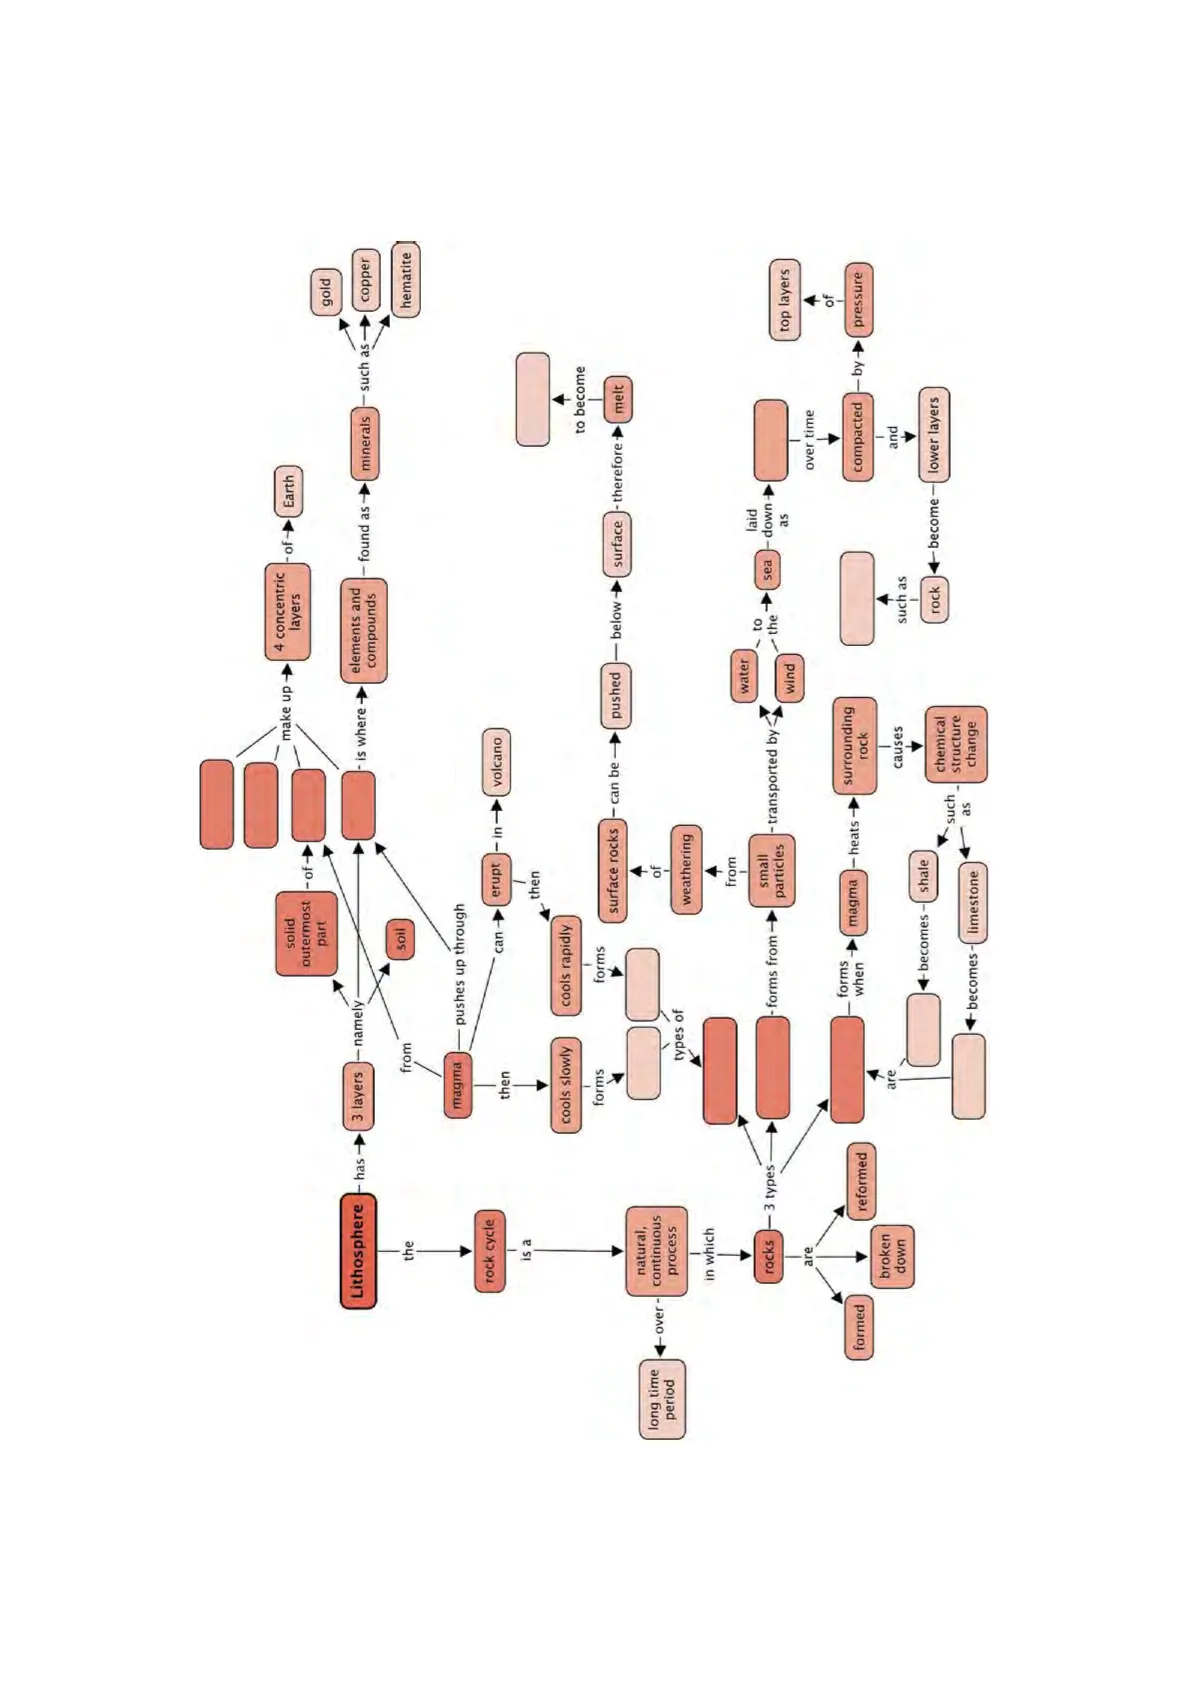 Lithosphere
has
3 layers
namely
solid
outermost
part
of
soil
make up
4 concentric
layers
of
Earth
is where
elements and
compounds
found as
minerals
such as
gold
copper
hematite
from
magma
pushes up through
can
erupt
in
volcano
then
cools rapidly
forms
then
cools slowly
forms
types of
the
rock cycle
is a
natural,
continuous
process
over
long time
period
in which
rocks
are
formed
broken
down
reformed
3 types
forms from
small
particles
from
weathering
of
surface rocks
can be
pushed
below
surface
therefore
melt
to become
transported by
water
wind
to
the
sea
laid
down
as
over time
compacted
by
pressure
of
top layers
and
lower layers
become
rock
such as
forms
when
magma
heats
surrounding
rock
causes
chemical
structure
change
such
as
shale
becomes
limestone
becomes
are